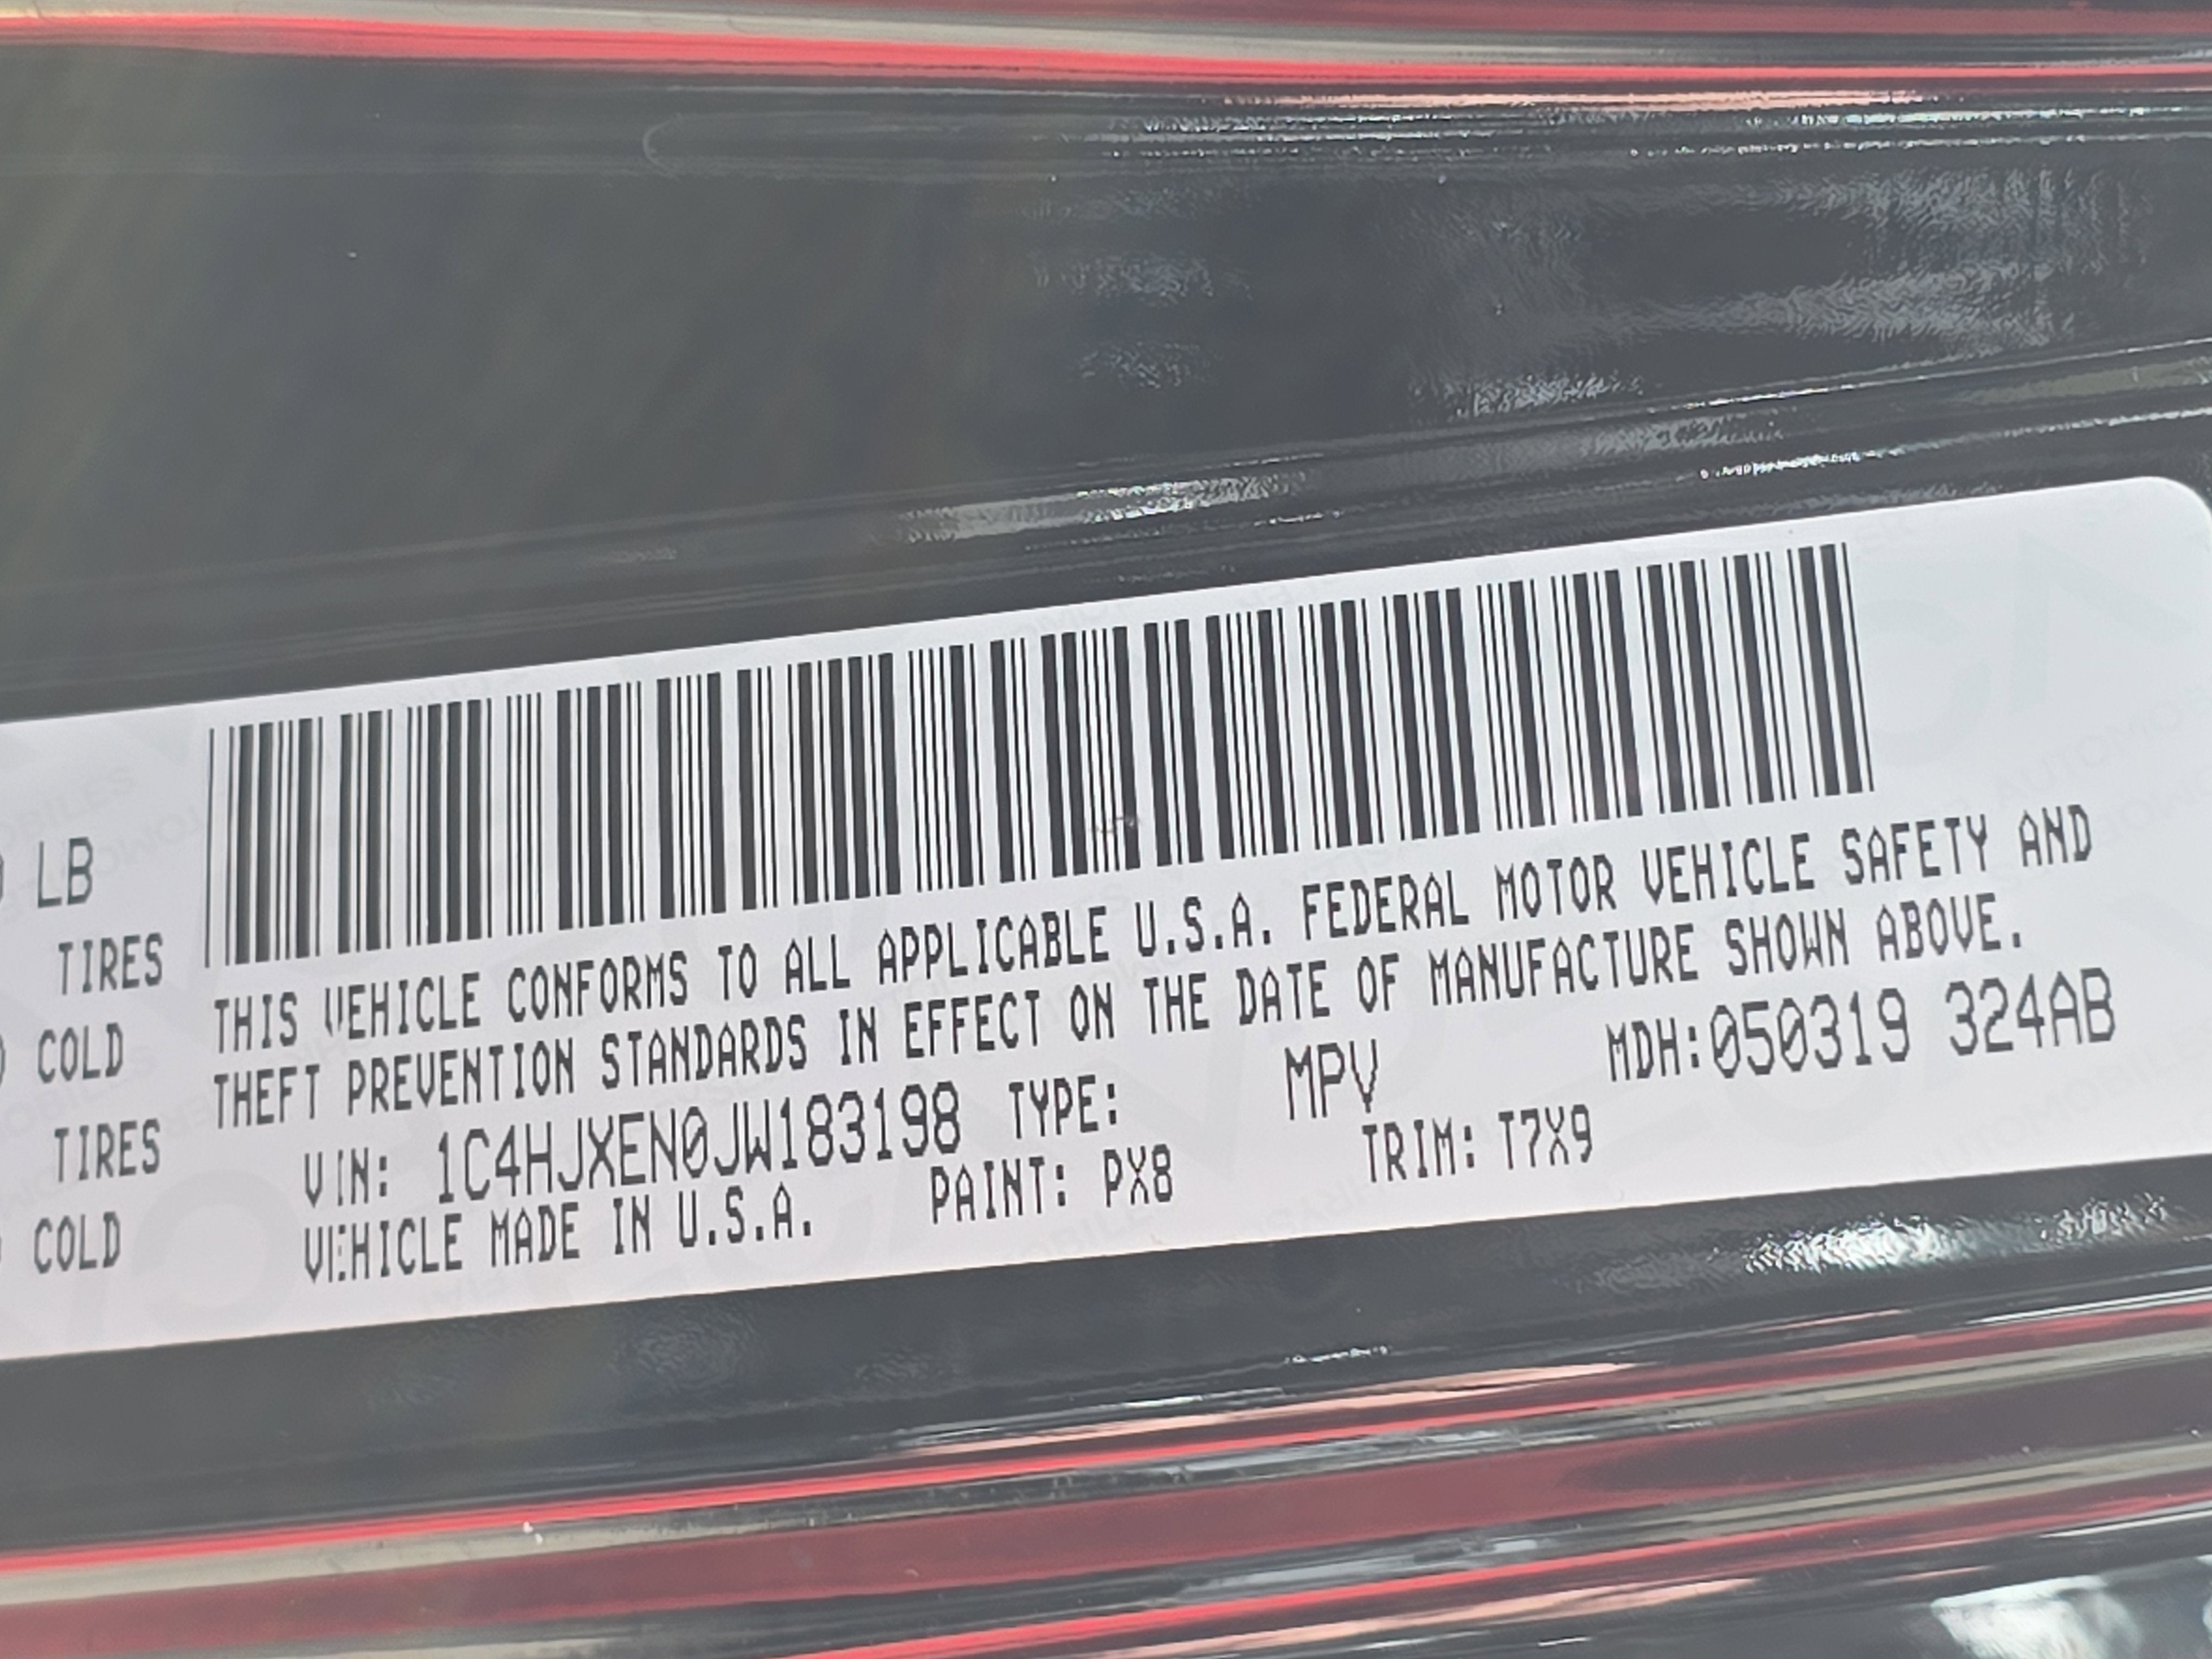 LB
TIRES
COLD
TIRES
COLD
THIS VEHICLE CONFORMS TO ALL APPLICABLE U.S.A. FEDERAL MOTOR VEHICLE SAFETY AND
THEFT PREVENTION STANDARDS IN EFFECT ON THE DATE OF MANUFACTURE SHOWN ABOVE.
VIN: 1C4HJXEN0JW183198 TYPE: MPV MDH:050319 324AB
VEHICLE MADE IN U.S.A. PAINT: PX8 TRIM: T7X9